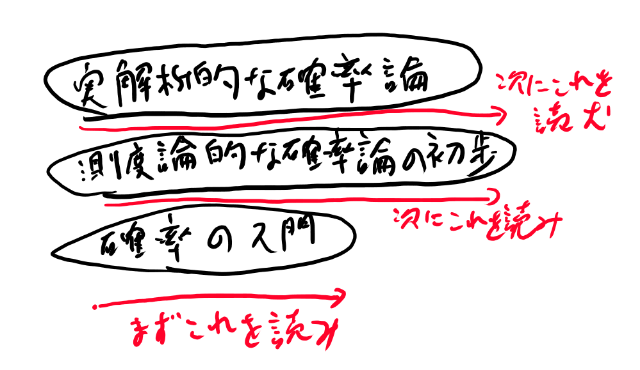 実解析的な確率論
次にこれを
読む
測度論的な確率論の初歩
次にこれを読み
確率の入門
まずこれを読み